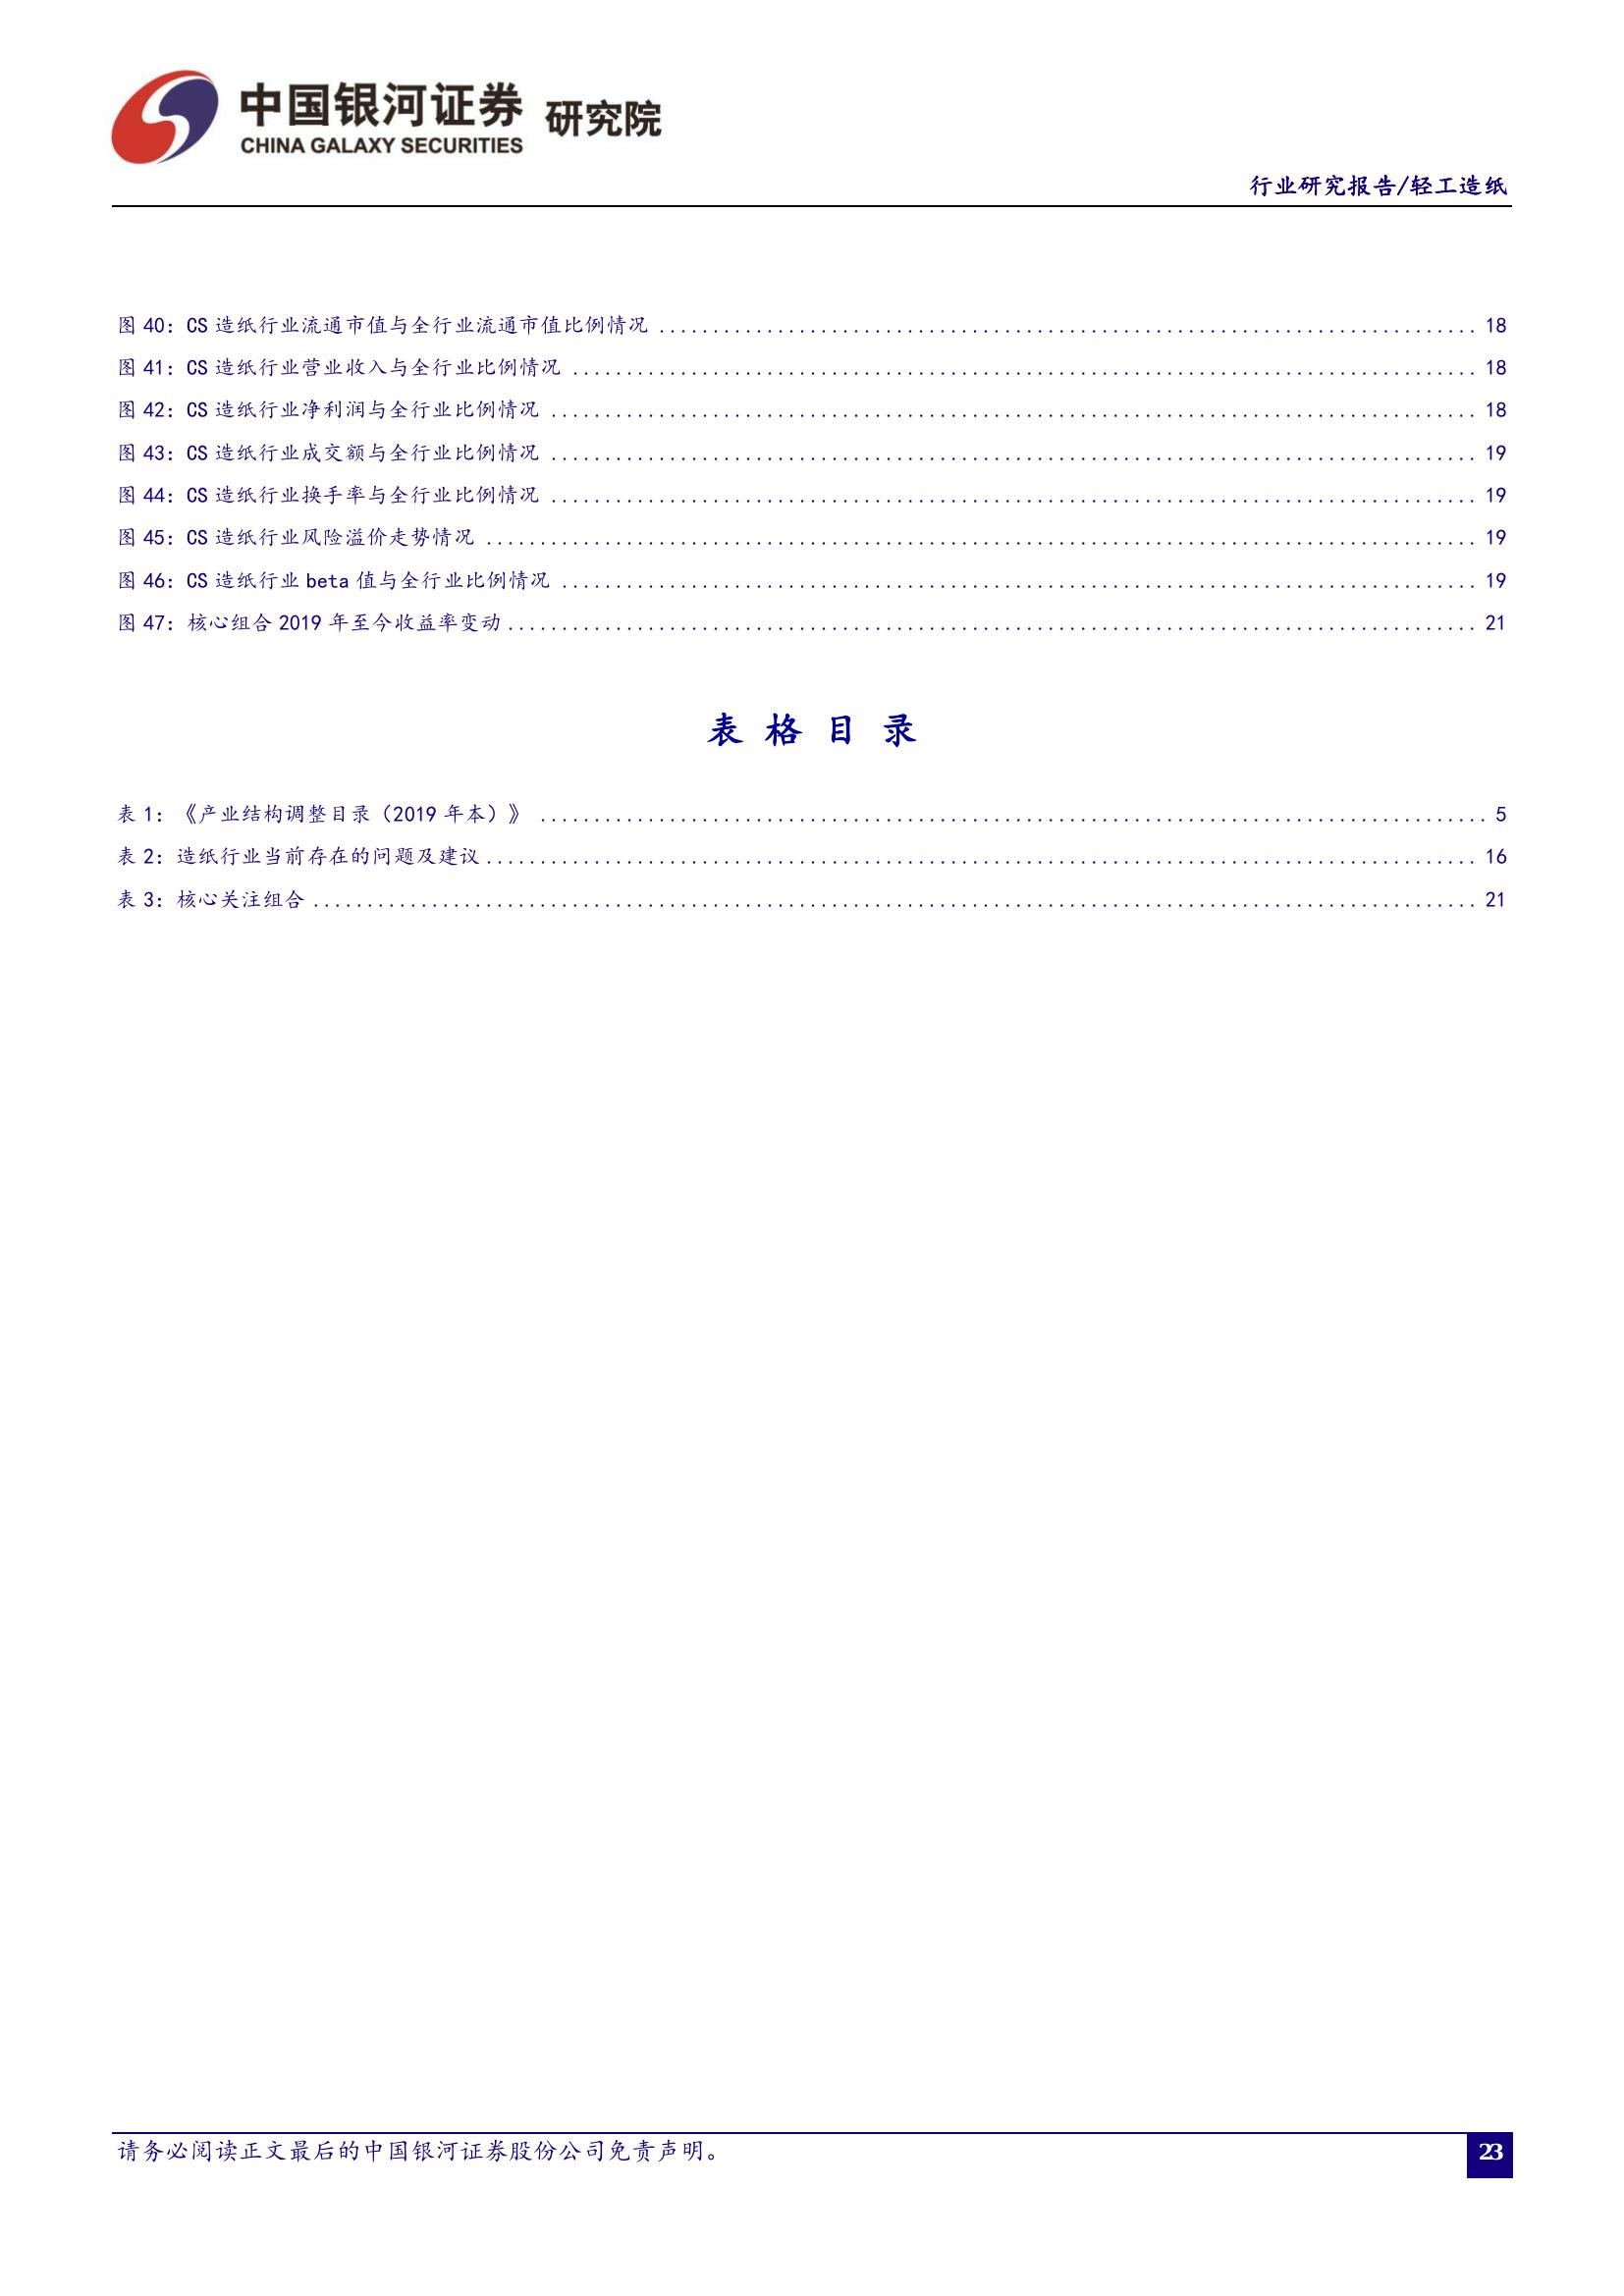 中国银河证券 研究院
CHINA GALAXY SECURITIES
行业研究报告/轻工造纸
图 40：CS 造纸行业流通市值与全行业流通市值比例情况 ........................................ 18
图 41：CS 造纸行业营业收入与全行业比例情况 ........................................ 18
图 42：CS 造纸行业净利润与全行业比例情况 ........................................ 18
图 43：CS 造纸行业成交额与全行业比例情况 ........................................ 19
图 44：CS 造纸行业换手率与全行业比例情况 ........................................ 19
图 45：CS 造纸行业风险溢价走势情况 ........................................ 19
图 46：CS 造纸行业 beta 值与全行业比例情况 ........................................ 19
图 47：核心组合 2019 年至今收益率变动 ........................................ 21
表 格 目 录
表 1：《产业结构调整目录（2019 年本）》 ........................................ 5
表 2：造纸行业当前存在的问题及建议 ........................................ 16
表 3：核心关注组合 ........................................ 21
请务必阅读正文最后的中国银河证券股份公司免责声明。
23